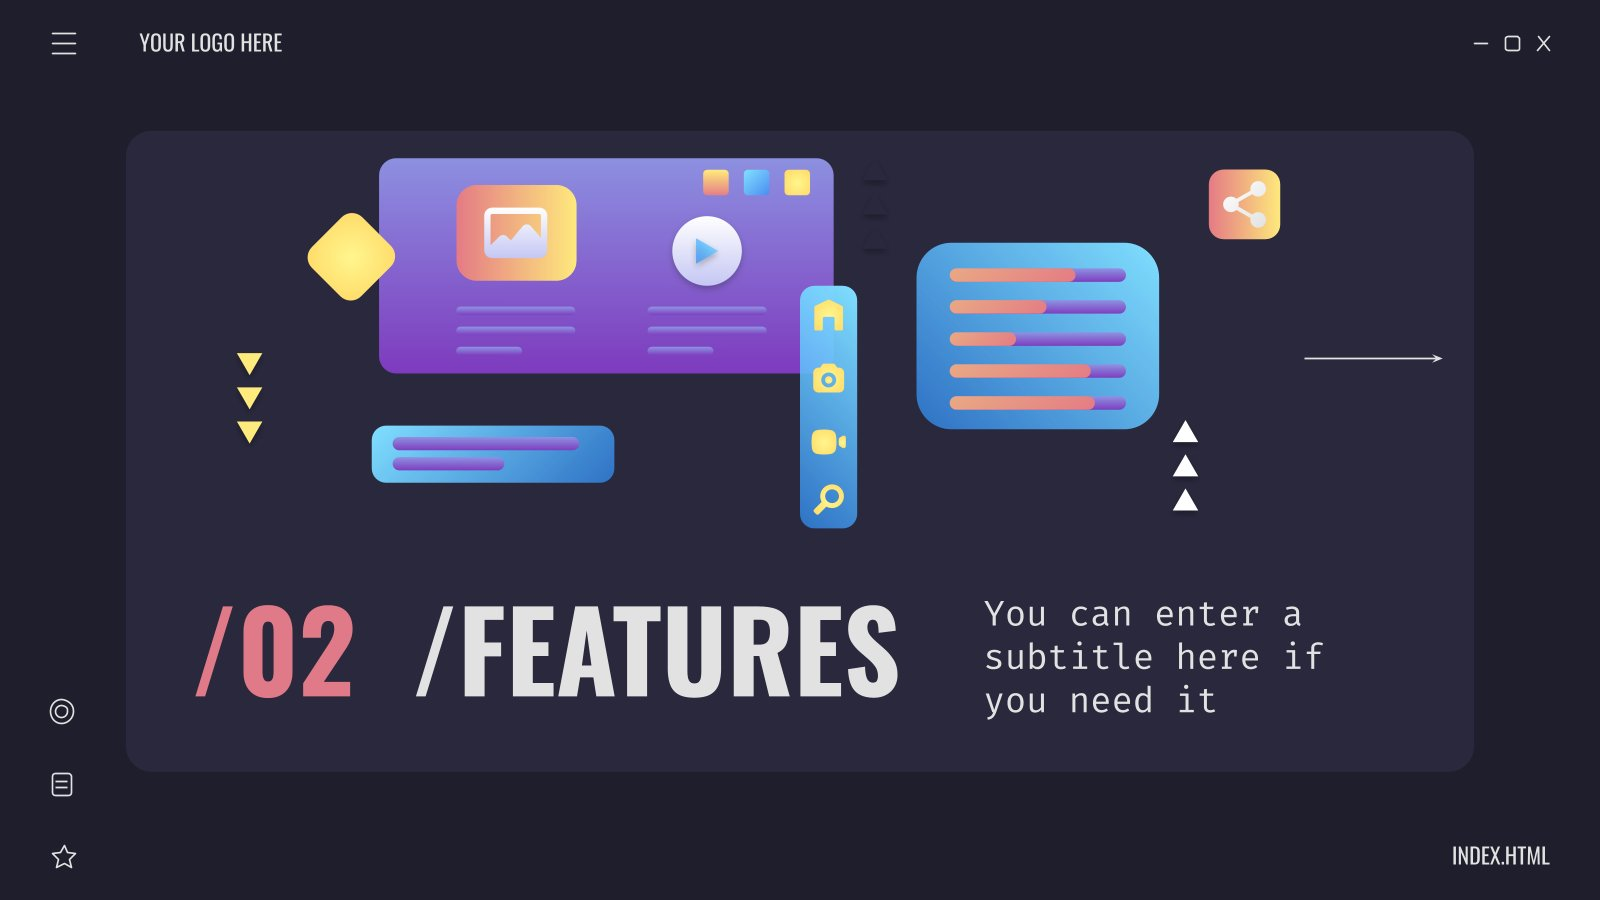 YOUR LOGO HERE
/02 /FEATURES
You can enter a
subtitle here if
you need it
INDEX.HTML